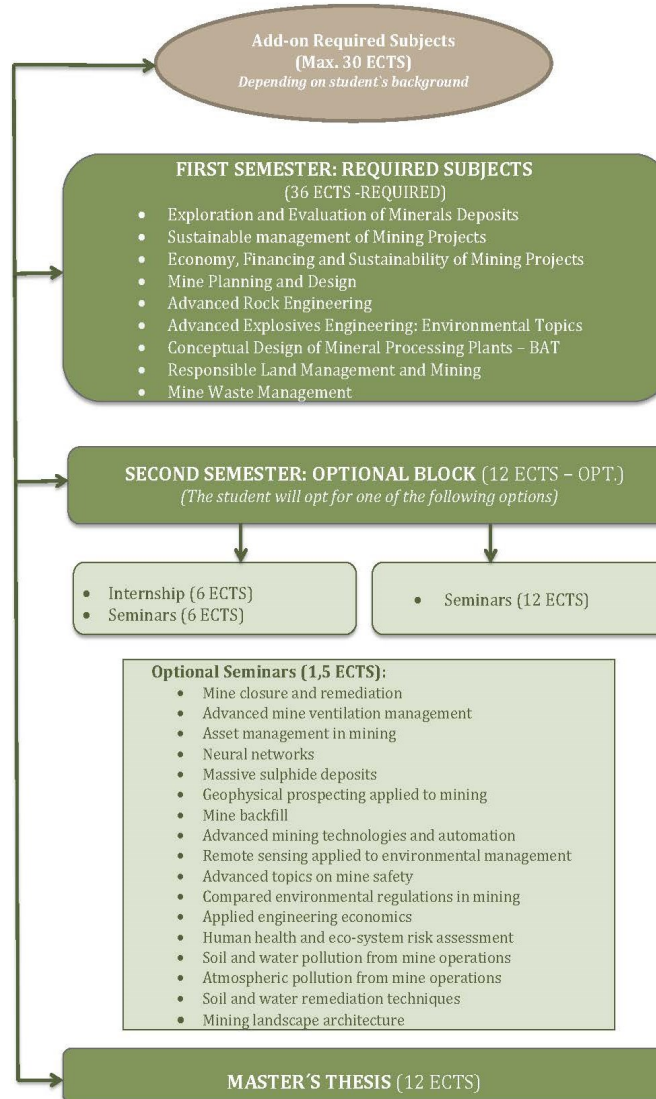 Add-on Required Subjects
(Max. 30 ECTS)
Depending on student`s background
FIRST SEMESTER: REQUIRED SUBJECTS
(36 ECTS -REQUIRED)
• Exploration and Evaluation of Minerals Deposits
• Sustainable management of Mining Projects
• Economy, Financing and Sustainability of Mining Projects
• Mine Planning and Design
• Advanced Rock Engineering
• Advanced Explosives Engineering: Environmental Topics
• Conceptual Design of Mineral Processing Plants – BAT
• Responsible Land Management and Mining
• Mine Waste Management
SECOND SEMESTER: OPTIONAL BLOCK (12 ECTS – OPT.)
(The student will opt for one of the following options)
• Internship (6 ECTS)
• Seminars (6 ECTS)
• Seminars (12 ECTS)
Optional Seminars (1,5 ECTS):
• Mine closure and remediation
• Advanced mine ventilation management
• Asset management in mining
• Neural networks
• Massive sulphide deposits
• Geophysical prospecting applied to mining
• Mine backfill
• Advanced mining technologies and automation
• Remote sensing applied to environmental management
• Advanced topics on mine safety
• Compared environmental regulations in mining
• Applied engineering economics
• Human health and eco-system risk assessment
• Soil and water pollution from mine operations
• Atmospheric pollution from mine operations
• Soil and water remediation techniques
• Mining landscape architecture
MASTER´S THESIS (12 ECTS)